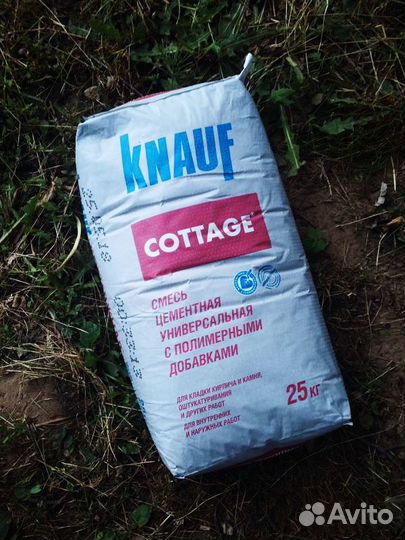 KNAUF
COTTAGE®
СМЕСЬ
ЦЕМЕНТНАЯ
УНИВЕРСАЛЬНАЯ
С ПОЛИМЕРНЫМИ
ДОБАВКАМИ
ДЛЯ КЛАДКИ КИРПИЧА И КАМНЯ,
ОШТУКАТУРИВАНИЯ
И ДРУГИХ РАБОТ
ДЛЯ ВНУТРЕННИХ
И НАРУЖНЫХ РАБОТ
25 КГ
Avito